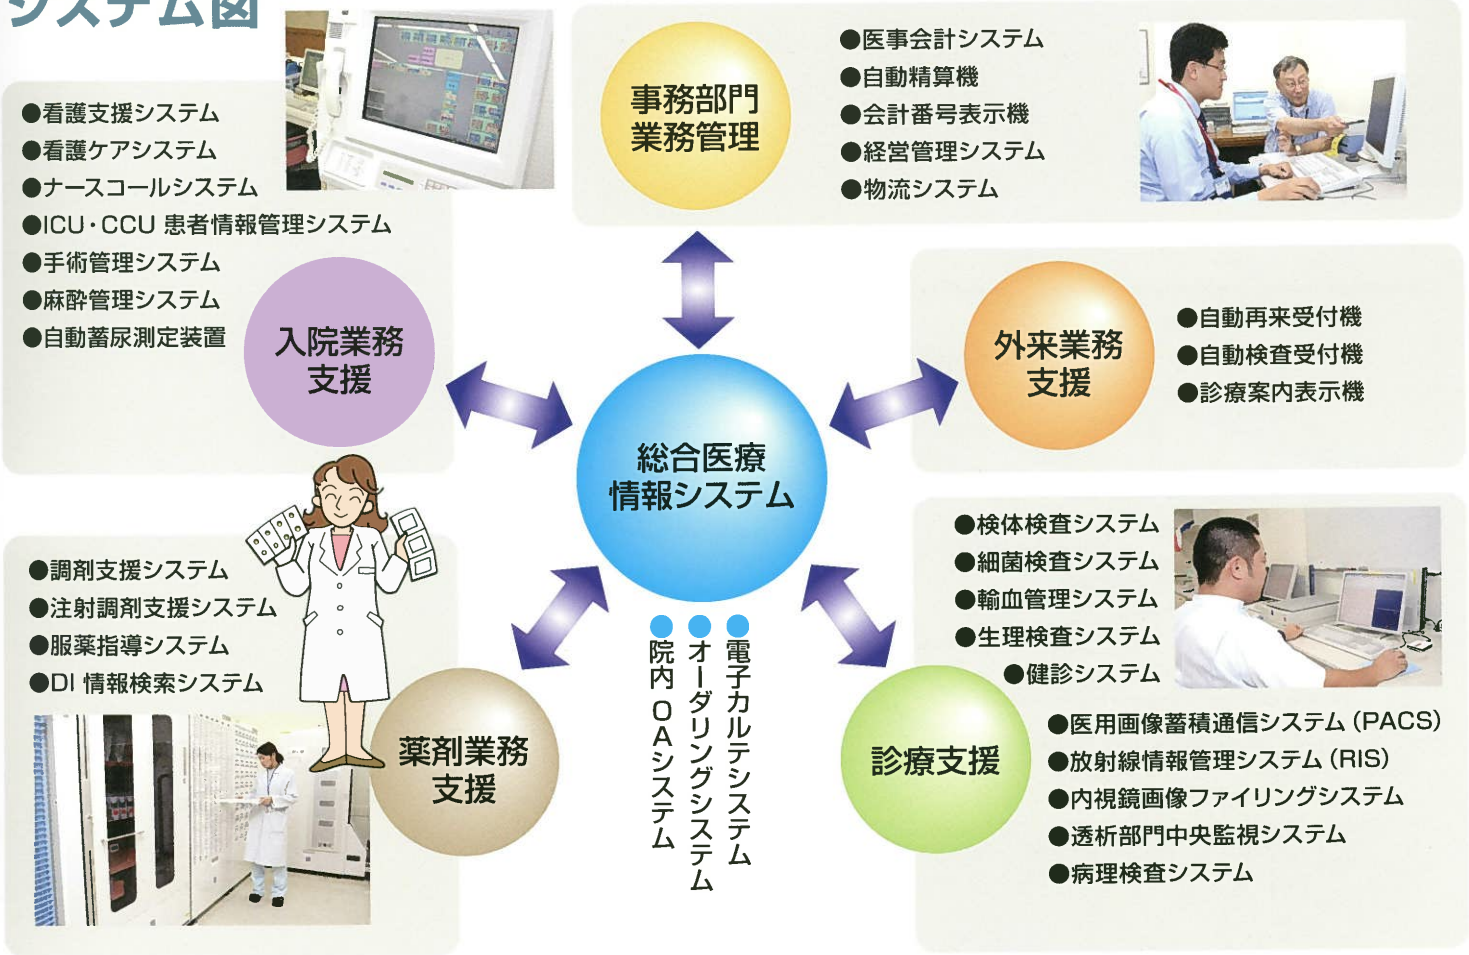 システム図
●看護支援システム
●看護ケアシステム
●ナースコールシステム
●ICU・CCU 患者情報管理システム
●手術管理システム
●麻酔管理システム
●自動蓄尿測定装置
入院業務
支援
事務部門
業務管理
●医事会計システム
●自動精算機
●会計番号表示機
●経営管理システム
●物流システム
外来業務
支援
●自動再来受付機
●自動検査受付機
●診療案内表示機
総合医療
情報システム
●電子カルテシステム
●オーダリングシステム
●院内OAシステム
●調剤支援システム
●注射調剤支援システム
●服薬指導システム
●DI 情報検索システム
薬剤業務
支援
●検体検査システム
●細菌検査システム
●輸血管理システム
●生理検査システム
●健診システム
診療支援
●医用画像蓄積通信システム(PACS)
●放射線情報管理システム(RIS)
●内視鏡画像ファイリングシステム
●透析部門中央監視システム
●病理検査システム